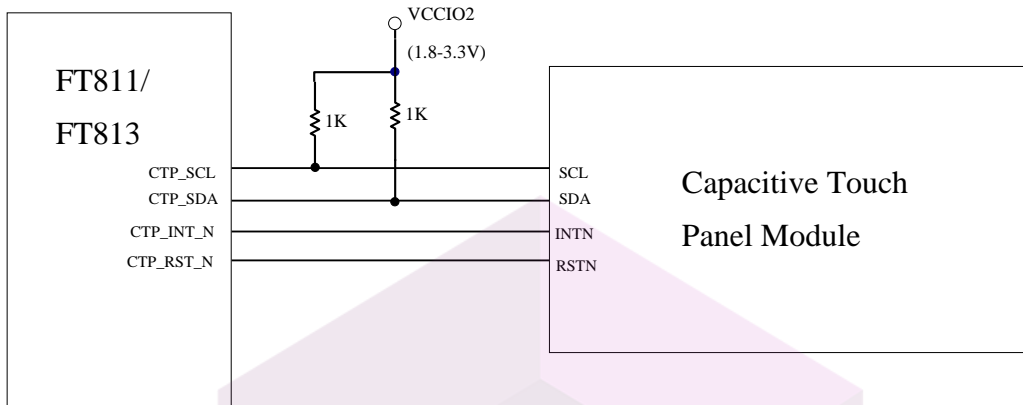 VCCIO2
(1.8-3.3V)
FT811/
FT813
1K
1K
CTP_SCL
CTP_SDA
CTP_INT_N
CTP_RST_N
SCL
SDA
INTN
RSTN
Capacitive Touch
Panel Module